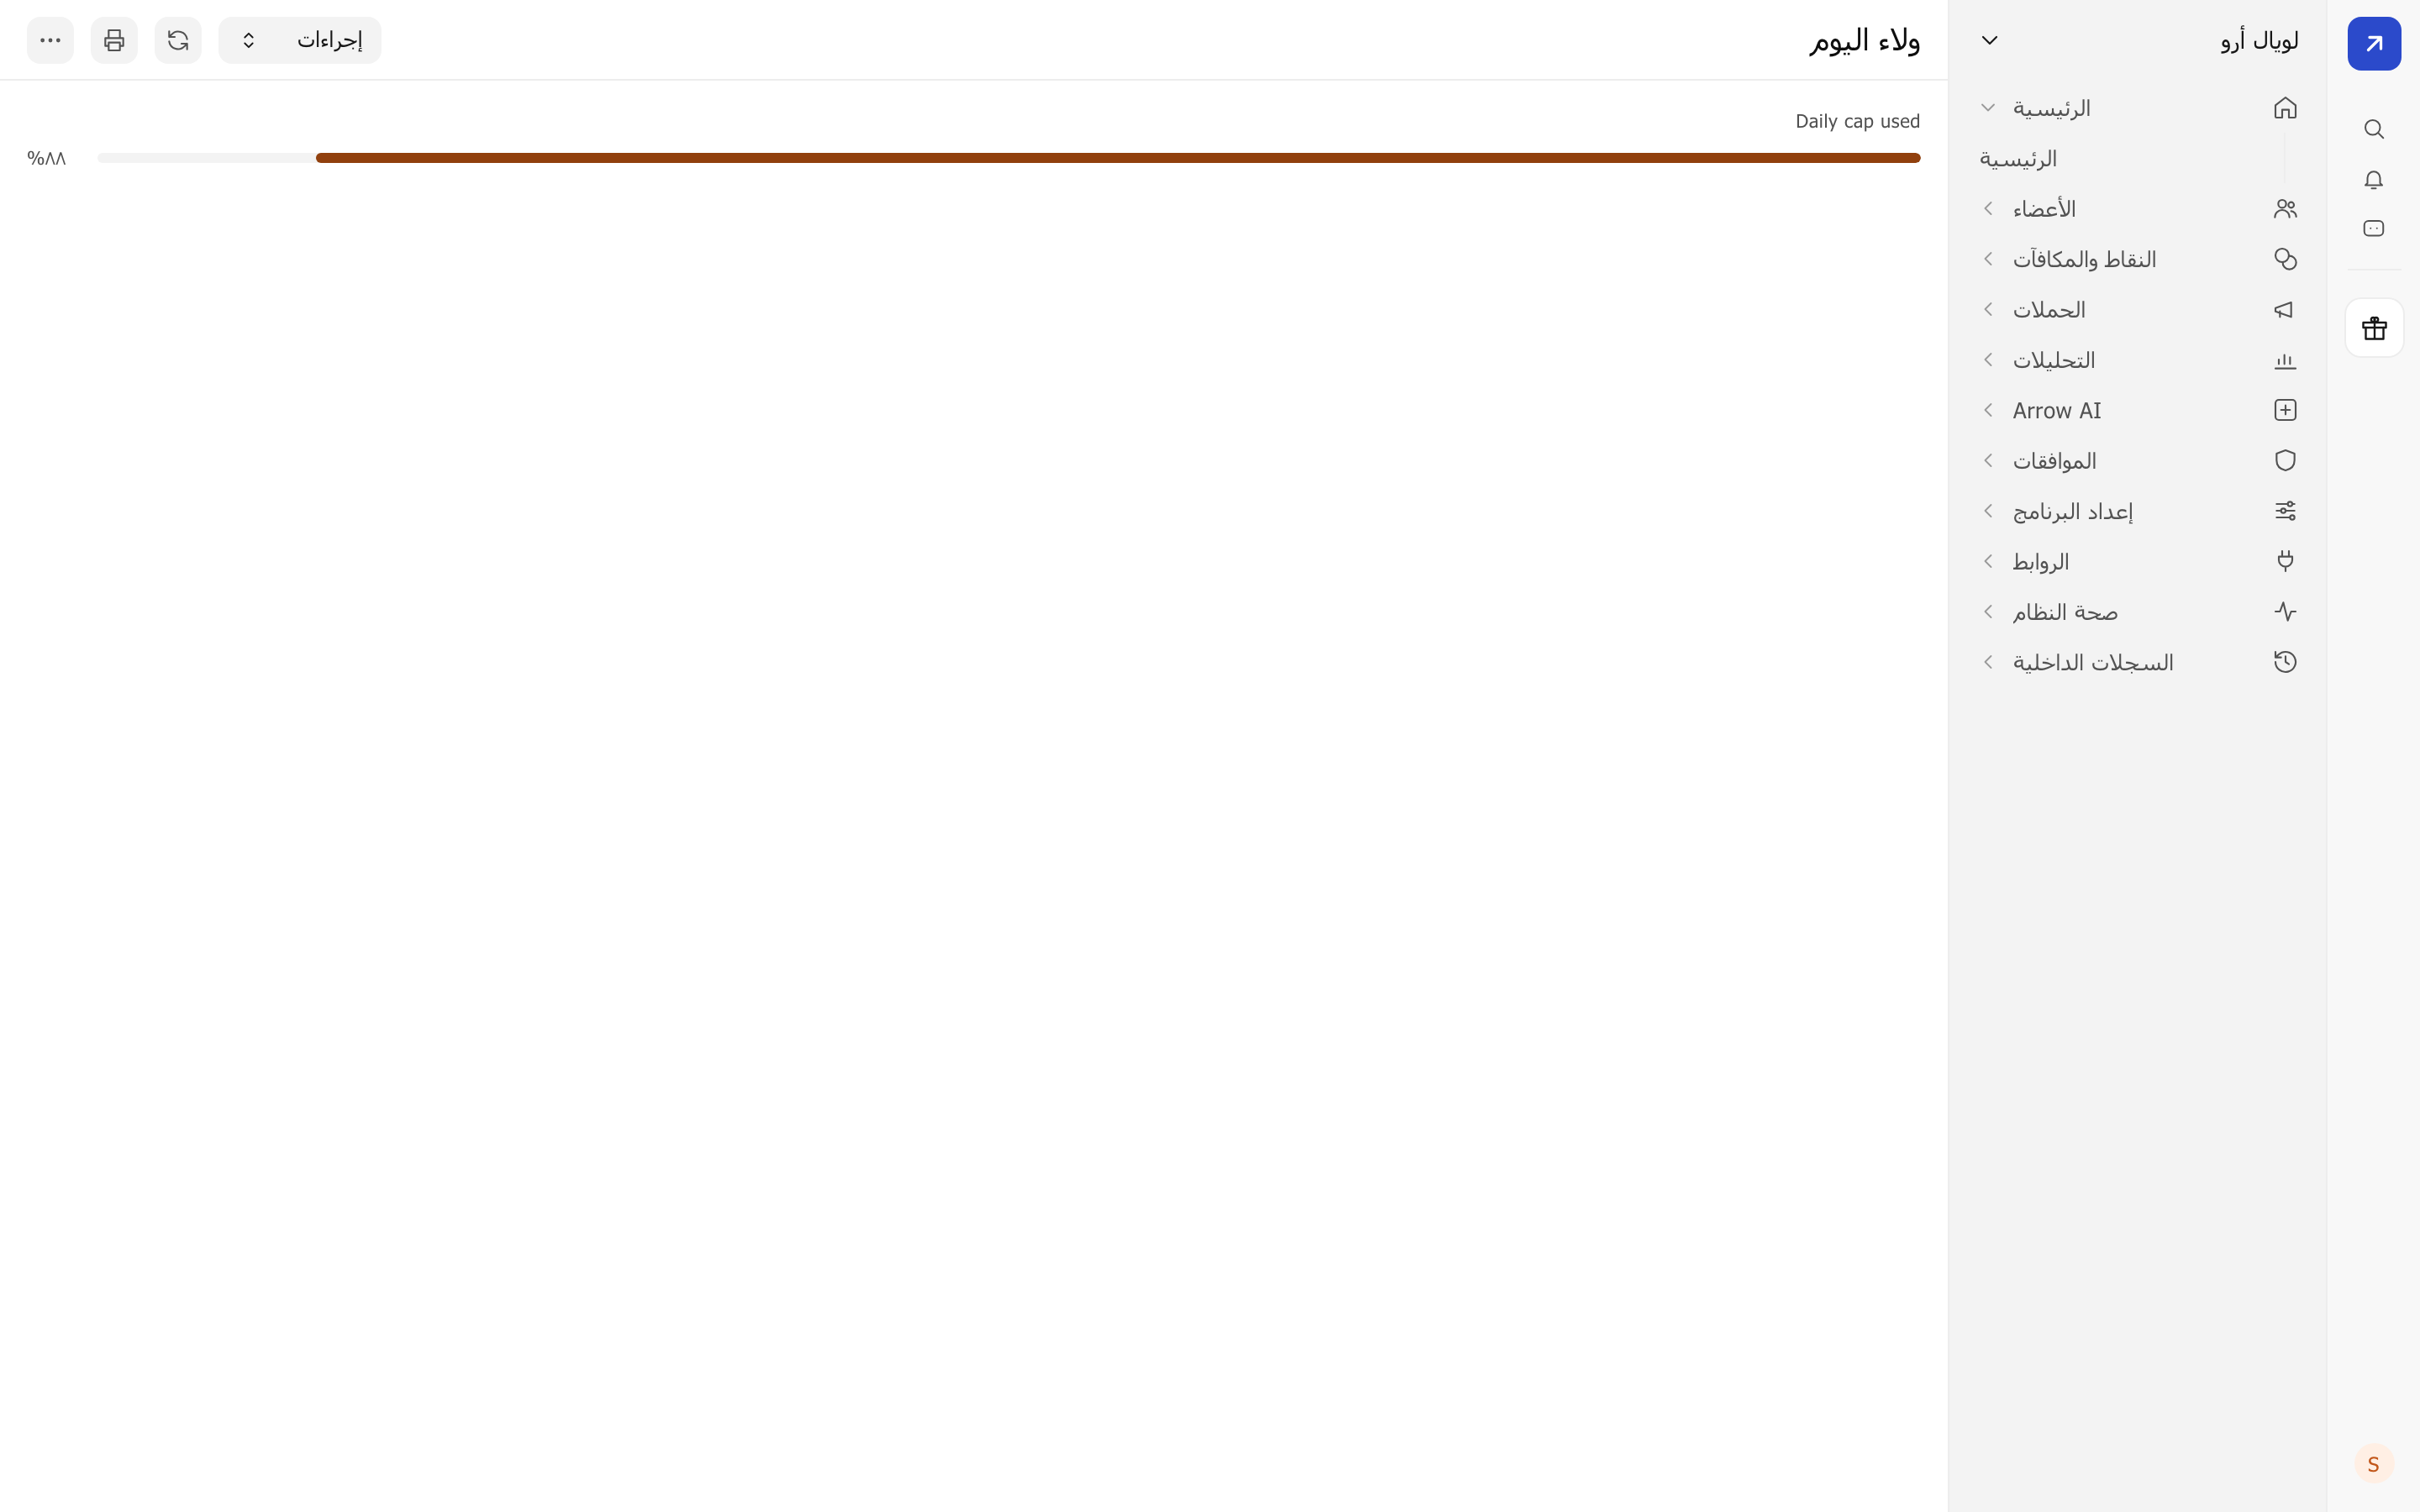 لويال أرو
الرئيسية
الرئيسية
الأعضاء
النقاط والمكافآت
الحملات
التحليلات
Arrow AI
الموافقات
إعداد البرنامج
الروابط
صحة النظام
السجلات الداخلية
S
ولاء اليوم
إجراءات
Daily cap used
٨٨%